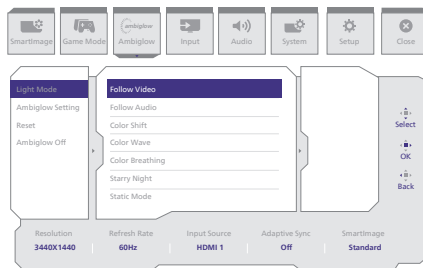 ambiglow
SmartImage Game Mode Ambiglow Input Audio System Setup Close
Light Mode
Ambiglow Setting
Reset
Ambiglow Off
Follow Video
Follow Audio
Color Shift
Color Wave
Color Breathing
Starry Night
Static Mode
Select
OK
Back
Resolution Refresh Rate Input Source Adaptive Sync SmartImage
3440X1440 60Hz HDMI 1 Off Standard